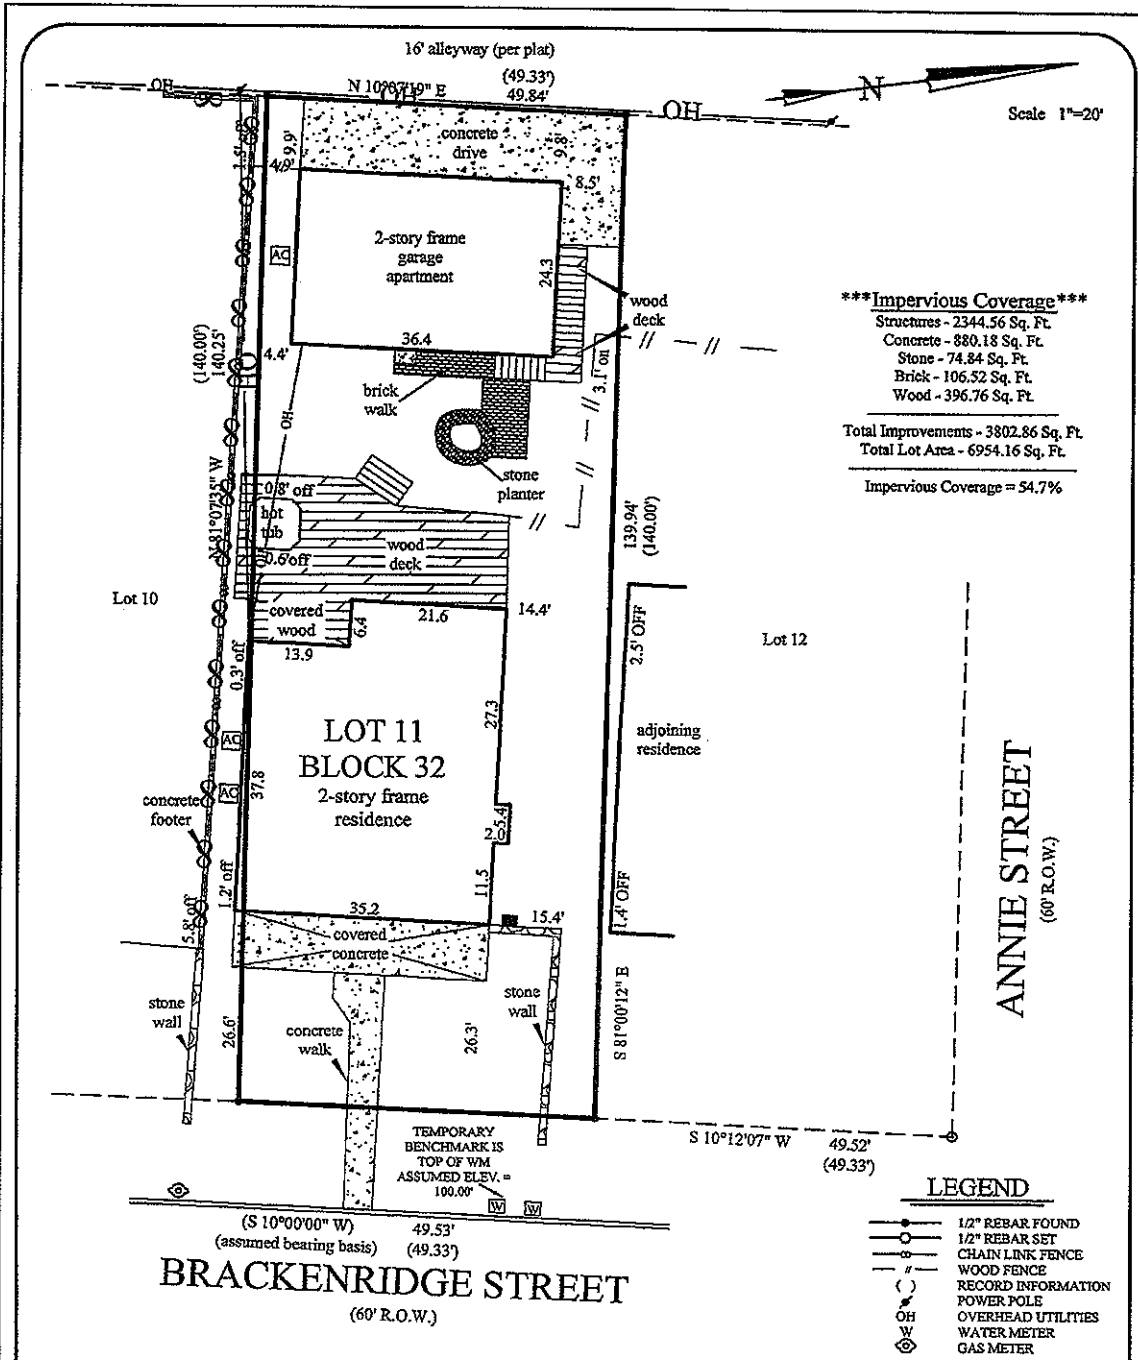 16' alleyway (per plat)
(49.33')
N 10°07'19" E
49.84'
OH
OH
OH
N
Scale 1"=20'
concrete
drive
9.9'
9.8'
1.5' off
4.9'
8.5'
2-story frame
garage
apartment
AC
24.3
36.4
wood
deck
***Impervious Coverage***
Structures - 2344.56 Sq. Ft.
Concrete - 880.18 Sq. Ft.
Stone - 74.84 Sq. Ft.
Brick - 106.52 Sq. Ft.
Wood - 396.76 Sq. Ft.
Total Improvements - 3802.86 Sq. Ft.
Total Lot Area - 6954.16 Sq. Ft.
Impervious Coverage = 54.7%
(140.00')
140.25'
4.4'
3.1' on
brick
walk
OH
stone
planter
N 81°07'35" W
0.8' off
hot
tub
0.6' off
wood
deck
139.94'
(140.00')
Lot 10
covered
wood
6.4
21.6
14.4'
13.9
0.3' off
2.5' OFF
Lot 12
27.3
LOT 11
BLOCK 32
2-story frame
residence
AC
AC
37.8
adjoining
residence
concrete
footer
5.4
2.0
11.5
1.2' off
1.4' OFF
5.8' off
35.2
15.4'
covered
concrete
stone
wall
stone
wall
concrete
walk
26.6'
26.3'
S 81°00'12" E
ANNIE STREET
(60' R.O.W.)
S 10°12'07" W
49.52'
(49.33')
TEMPORARY
BENCHMARK IS
TOP OF WM
ASSUMED ELEV. =
100.00'
W
W
(S 10°00'00" W)
49.53'
(assumed bearing basis)
(49.33')
BRACKENRIDGE STREET
(60' R.O.W.)
LEGEND
1/2" REBAR FOUND
1/2" REBAR SET
CHAIN LINK FENCE
// WOOD FENCE
( ) RECORD INFORMATION
POWER POLE
OH OVERHEAD UTILITIES
W WATER METER
GAS METER